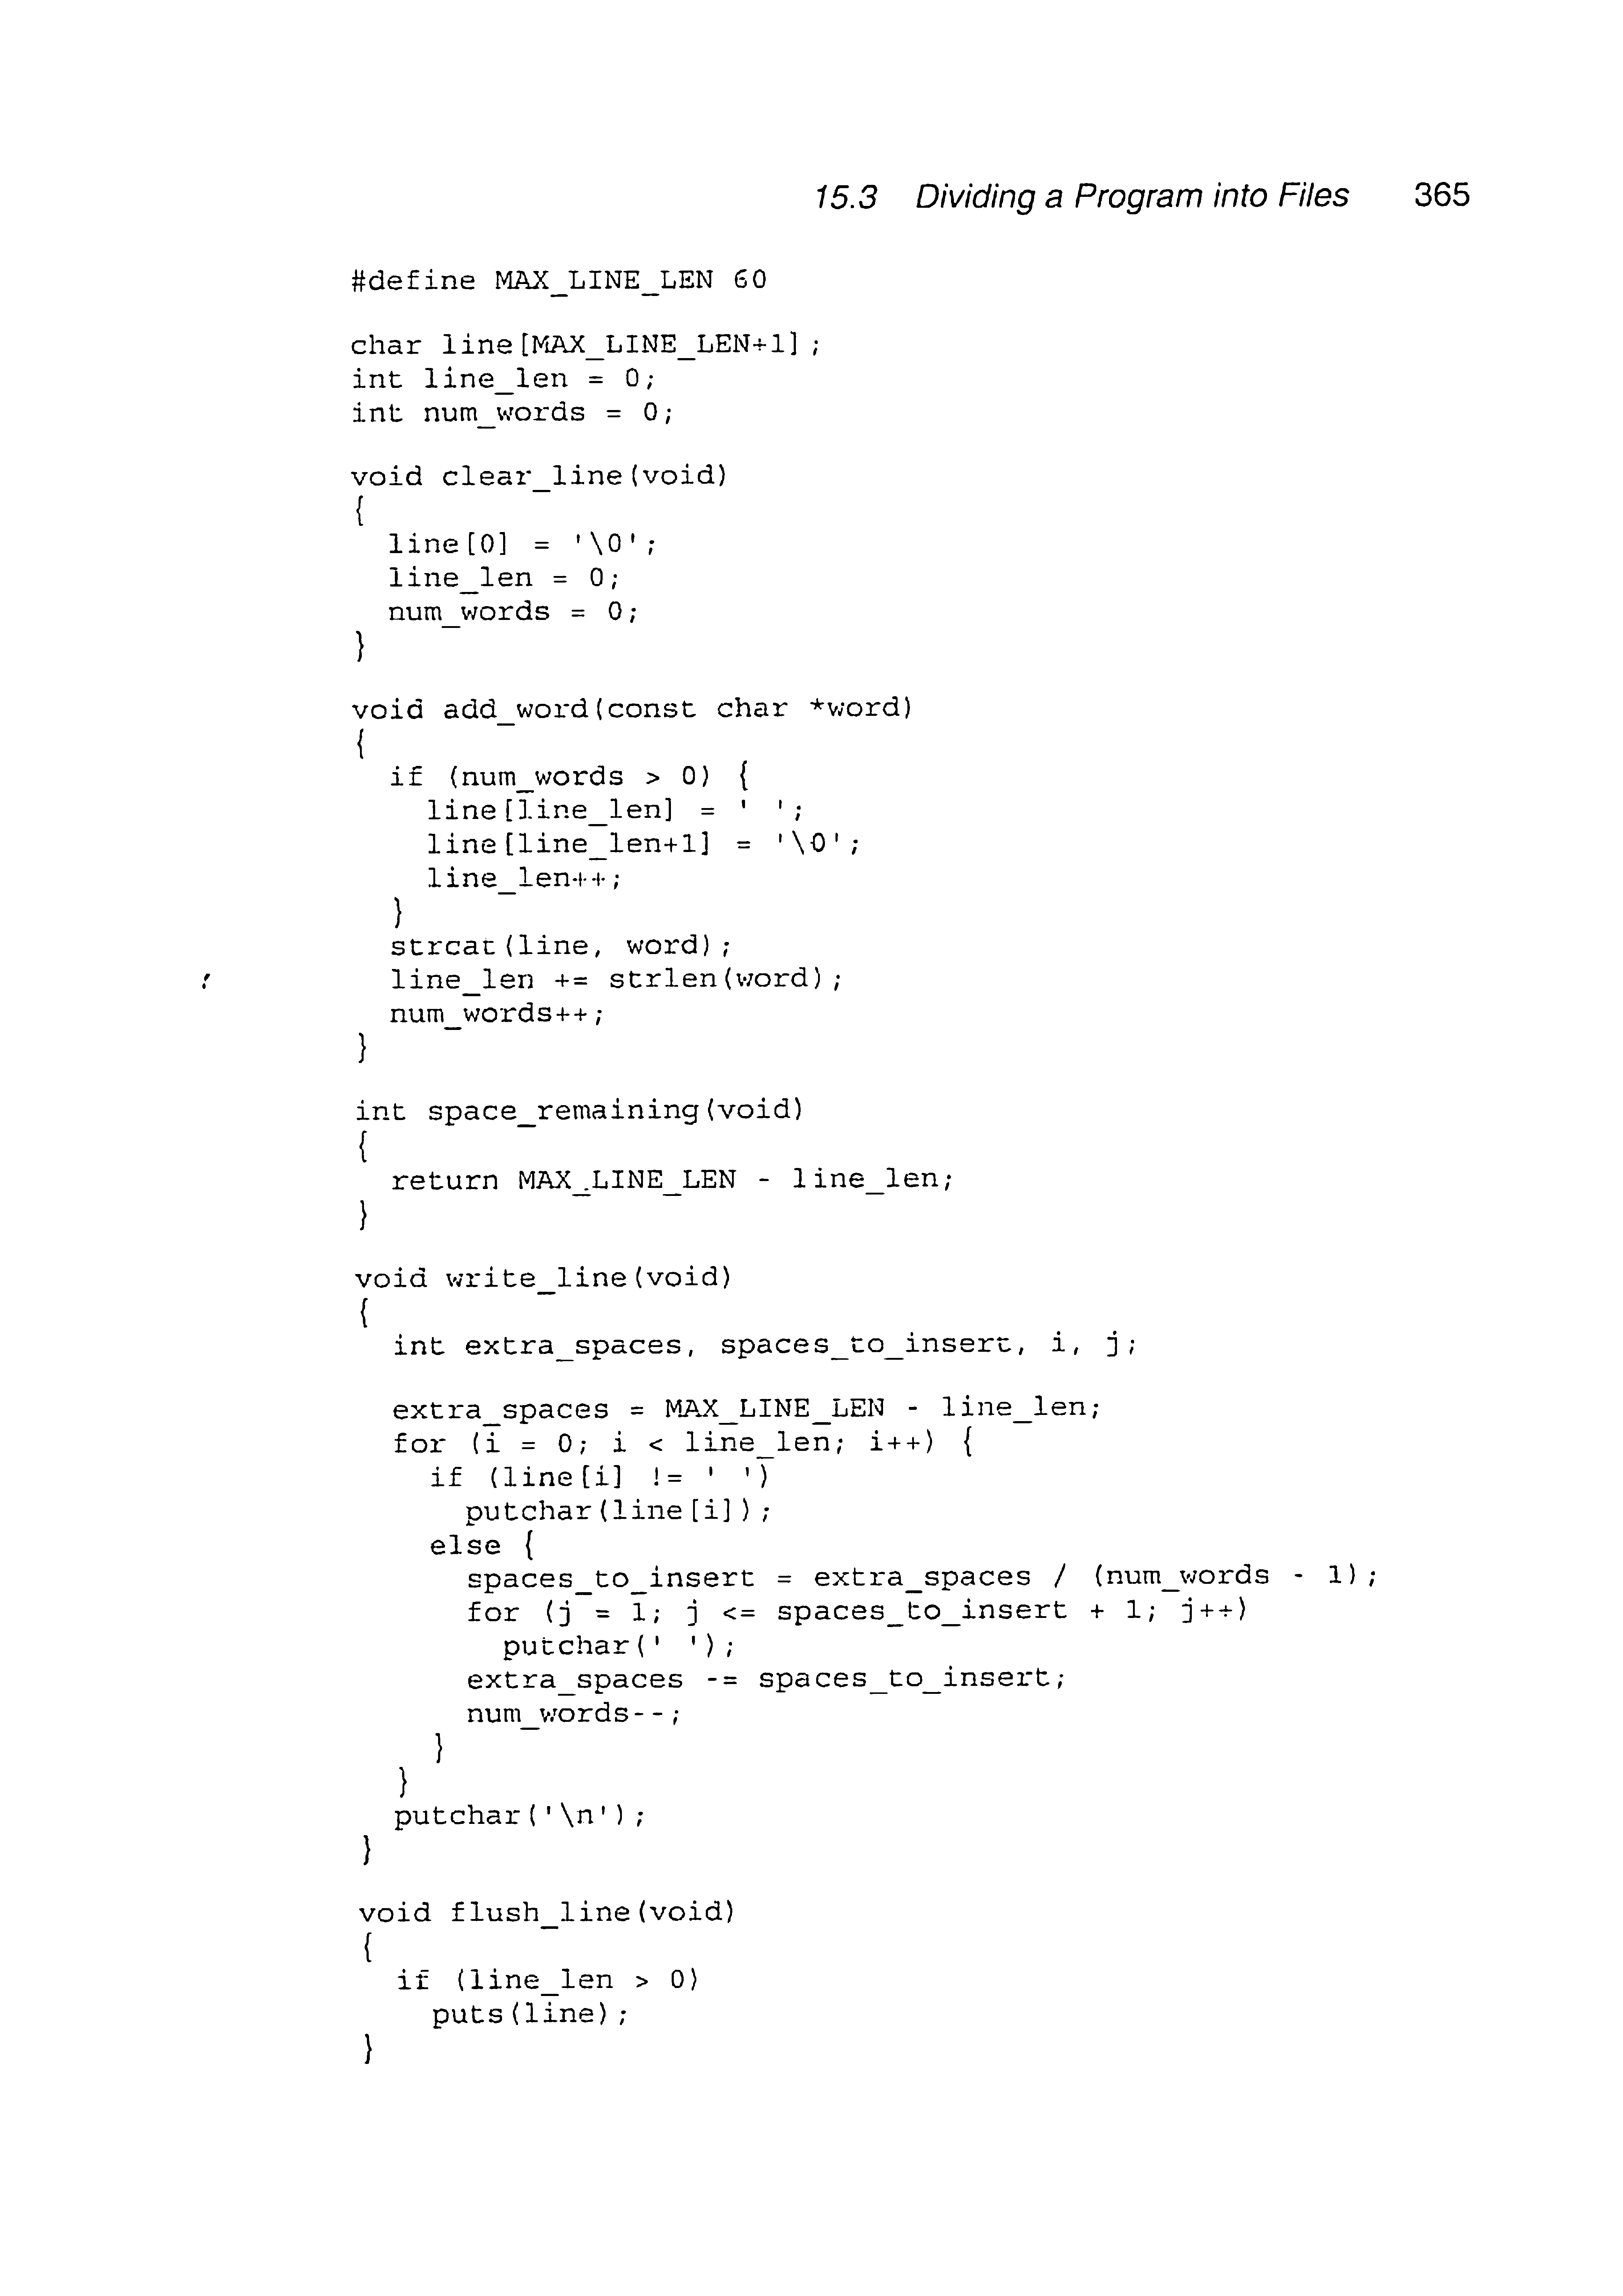 15.3 Dividing a Program into Files 365
#define MAX_LINE_LEN 60
char line[MAX_LINE_LEN+1];
int line_len = 0;
int num_words = 0;
void clear_line(void)
{
  line[0] = '\0';
  line_len = 0;
  num_words = 0;
}
void add_word(const char *word)
{
  if (num_words > 0) {
    line[line_len] = ' ';
    line[line_len+1] = '\0';
    line_len++;
  }
  strcat(line, word);
  line_len += strlen(word);
  num_words++;
}
int space_remaining(void)
{
  return MAX_LINE_LEN - line_len;
}
void write_line(void)
{
  int extra_spaces, spaces_to_insert, i, j;
  extra_spaces = MAX_LINE_LEN - line_len;
  for (i = 0; i < line_len; i++) {
    if (line[i] != ' ')
      putchar(line[i]);
    else {
      spaces_to_insert = extra_spaces / (num_words - 1);
      for (j = 1; j <= spaces_to_insert + 1; j++)
        putchar(' ');
      extra_spaces -= spaces_to_insert;
      num_words--;
    }
  }
  putchar('\n');
}
void flush_line(void)
{
  if (line_len > 0)
    puts(line);
}